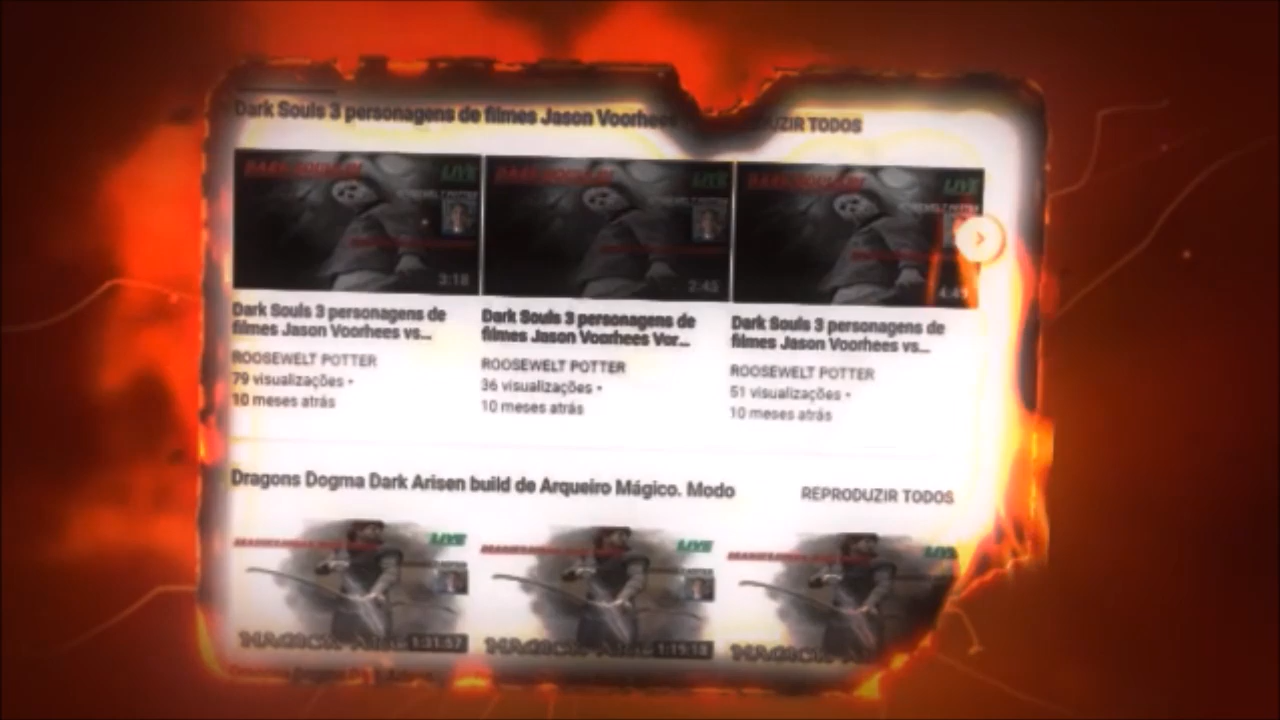 Dark Souls 3 personagens de filmes Jason Voorhees
UZIR TODOS
LIVE
LIVE
LIVE
3:18
2:45
Dark Souls 3 personagens de
filmes Jason Voorhees vs...
ROOSEWELT POTTER
79 visualizações •
10 meses atrás
Dark Souls 3 personagens de
filmes Jason Voorhees Vor...
ROOSEWELT POTTER
36 visualizações •
10 meses atrás
Dark Souls 3 personagens de
filmes Jason Voorhees vs...
ROOSEWELT POTTER
51 visualizações •
10 meses atrás
Dragons Dogma Dark Arisen build de Arqueiro Mágico. Modo
REPRODUZIR TODOS
LIVE
LIVE
LIVE
1:31:57
1:19:18